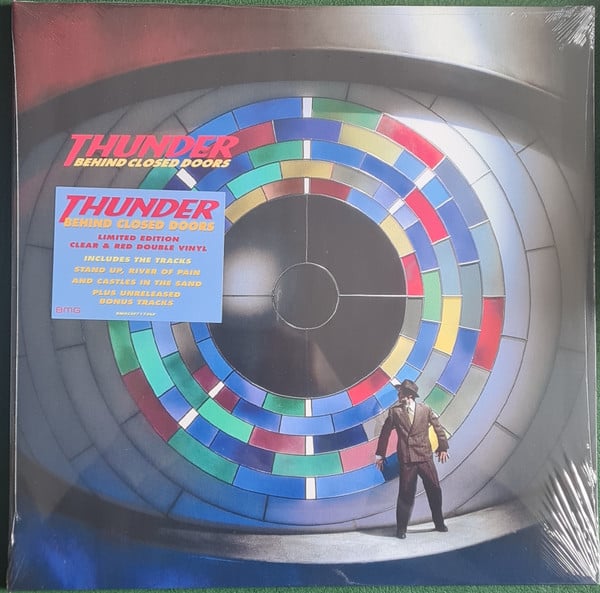 THUNDER
BEHIND CLOSED DOORS
THUNDER
BEHIND CLOSED DOORS
LIMITED EDITION
CLEAR & RED DOUBLE VINYL
INCLUDES THE TRACKS
STAND UP, RIVER OF PAIN
AND CASTLES IN THE SAND
PLUS UNRELEASED
BONUS TRACKS
BMG